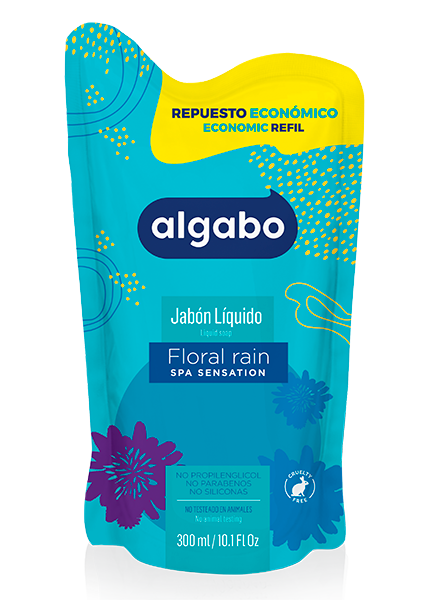 REPUESTO ECONÓMICO
ECONOMIC REFIL
algabo
Jabón Líquido
Liquid soap
Floral rain
SPA SENSATION
NO PROPILENGLICOL
NO PARABENOS
NO SILICONAS
NO TESTEADO EN ANIMALES
No animal testing
CRUELTY
FREE
300 ml / 10.1 Fl Oz